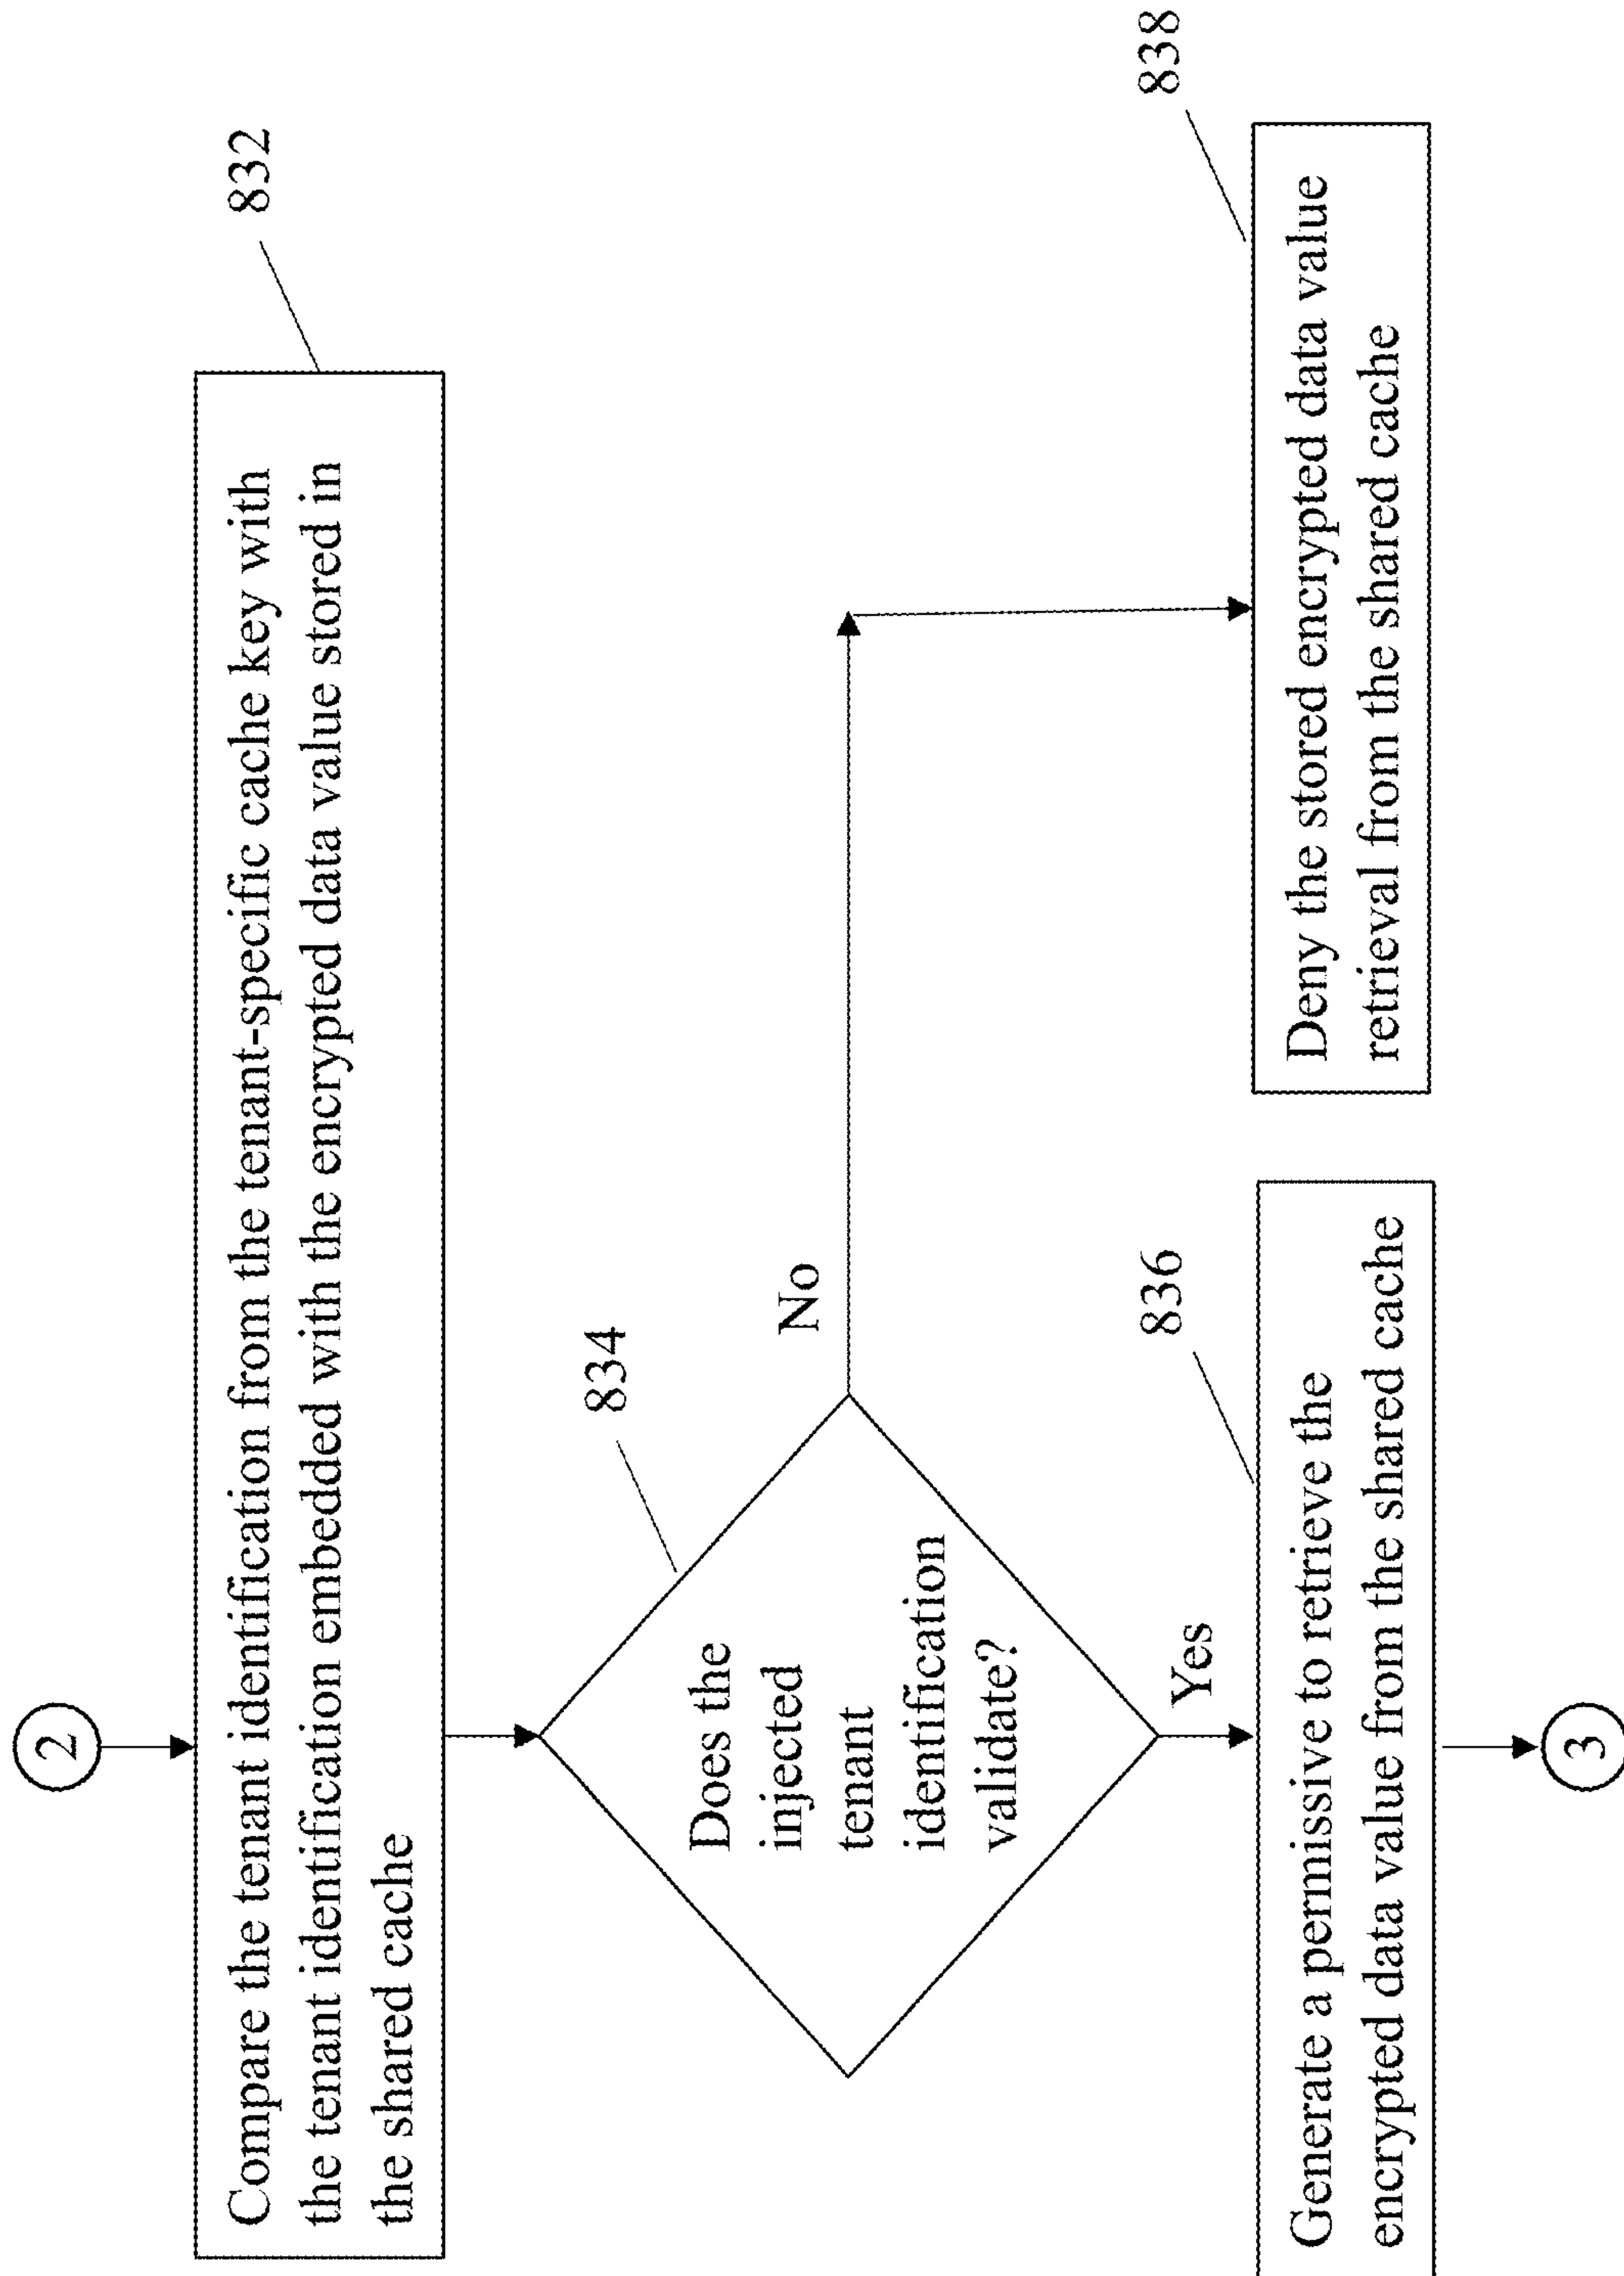 2
832
Compare the tenant identification from the tenant-specific cache key with
the tenant identification embedded with the encrypted data value stored in
the shared cache
834
Does the
injected
tenant
identification
validate?
No
Yes
836
Generate a permissive to retrieve the
encrypted data value from the shared cache
838
Deny the stored encrypted data value
retrieval from the shared cache
3